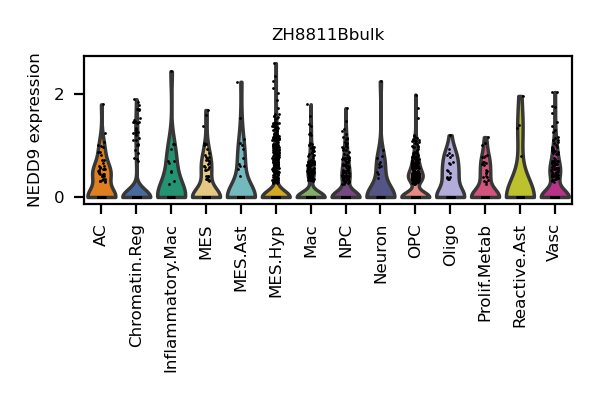 ZH8811Bbulk
NEDD9 expression
2
0
AC
Chromatin.Reg
Inflammatory.Mac
MES
MES.Ast
MES.Hyp
Mac
NPC
Neuron
OPC
Oligo
Prolif.Metab
Reactive.Ast
Vasc